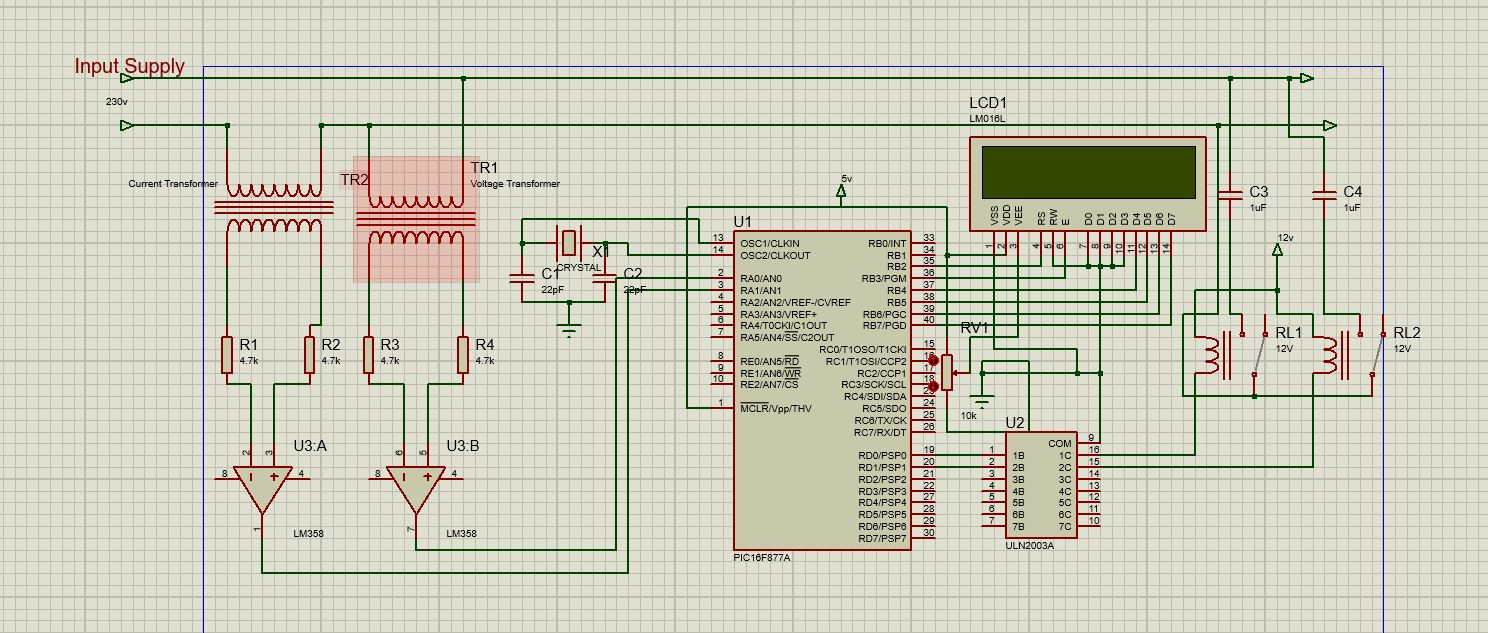 Input Supply
230v
Current Transformer
TR2
TR1
Voltage Transformer
R1
4.7k
R2
4.7k
R3
4.7k
R4
4.7k
U3:A
2
3
8
4
1
LM358
U3:B
6
5
8
4
7
LM358
X1
CRYSTAL
C1
22pF
C2
22pF
5v
U1
13 OSC1/CLKIN
14 OSC2/CLKOUT
2 RA0/AN0
3 RA1/AN1
4 RA2/AN2/VREF-/CVREF
5 RA3/AN3/VREF+
6 RA4/T0CKI/C1OUT
7 RA5/AN4/SS/C2OUT
8 RE0/AN5/RD
9 RE1/AN6/WR
10 RE2/AN7/CS
1 MCLR/Vpp/THV
RB0/INT 33
RB1 34
RB2 35
RB3/PGM 36
RB4 37
RB5 38
RB6/PGC 39
RB7/PGD 40
RC0/T1OSO/T1CKI 15
RC1/T1OSI/CCP2
RC2/CCP1 17
RC3/SCK/SCL 18
RC4/SDI/SDA 23
RC5/SDO 24
RC6/TX/CK 25
RC7/RX/DT 26
RD0/PSP0 19
RD1/PSP1 20
RD2/PSP2 21
RD3/PSP3 22
RD4/PSP4 27
RD5/PSP5 28
RD6/PSP6 29
RD7/PSP7 30
PIC16F877A
LCD1
LM016L
VSS VDD VEE RS RW E D0 D1 D2 D3 D4 D5 D6 D7
1 2 3 4 5 6 7 8 9 10 11 12 13 14
RV1
10k
U2
COM 9
1 1B 1C 16
2 2B 2C 15
3 3B 3C 14
4 4B 4C 13
5 5B 5C 12
6 6B 6C 11
7 7B 7C 10
ULN2003A
C3
1uF
C4
1uF
12v
RL1
12V
RL2
12V